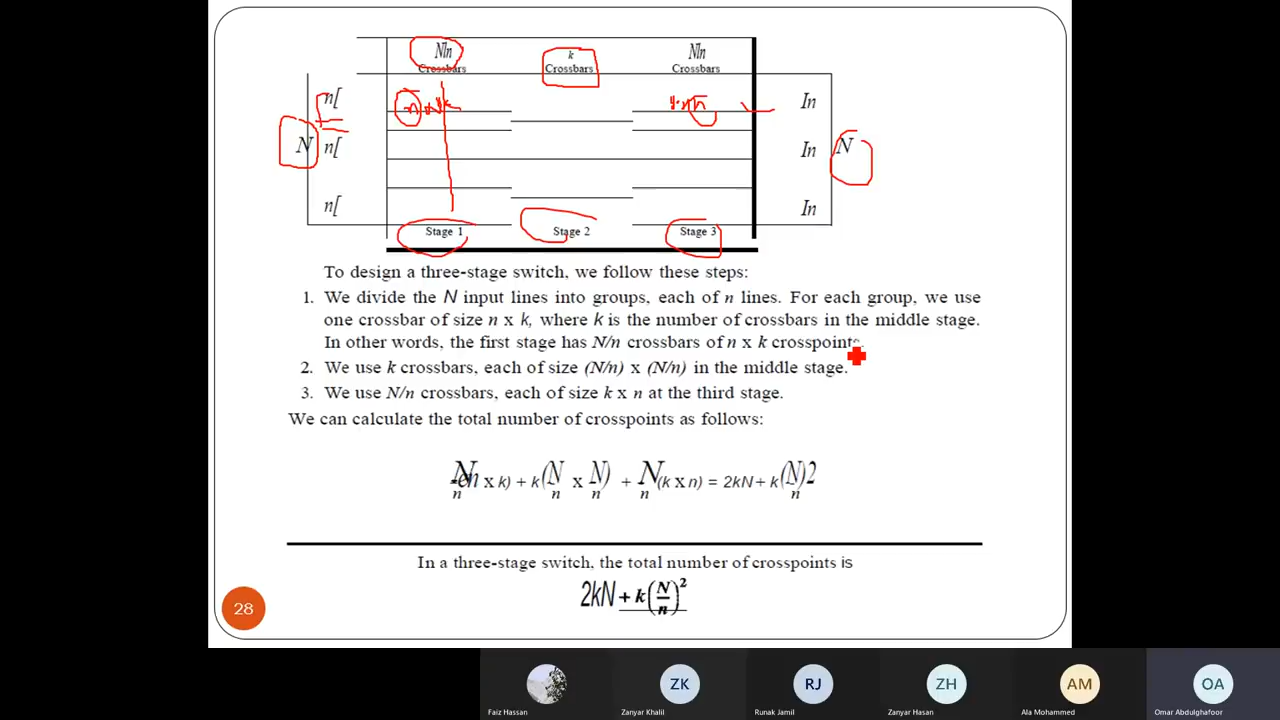 N/n k N/n
Crossbars Crossbars Crossbars
n[ n x k k x n In
N n[ In N
n[ In
Stage 1 Stage 2 Stage 3
To design a three-stage switch, we follow these steps:
1. We divide the N input lines into groups, each of n lines. For each group, we use
one crossbar of size n x k, where k is the number of crossbars in the middle stage.
In other words, the first stage has N/n crossbars of n x k crosspoints.
2. We use k crossbars, each of size (N/n) x (N/n) in the middle stage.
3. We use N/n crossbars, each of size k x n at the third stage.
We can calculate the total number of crosspoints as follows:
N/n (n x k) + k (N/n x N/n) + N/n (k x n) = 2kN + k (N/n)2
In a three-stage switch, the total number of crosspoints is
2kN + k(N/n)²
28
ZK RJ ZH AM OA
Faiz Hassan Zanyar Khalil Runak Jamil Zanyar Hasan Ala Mohammed Omar Abdulghafoor